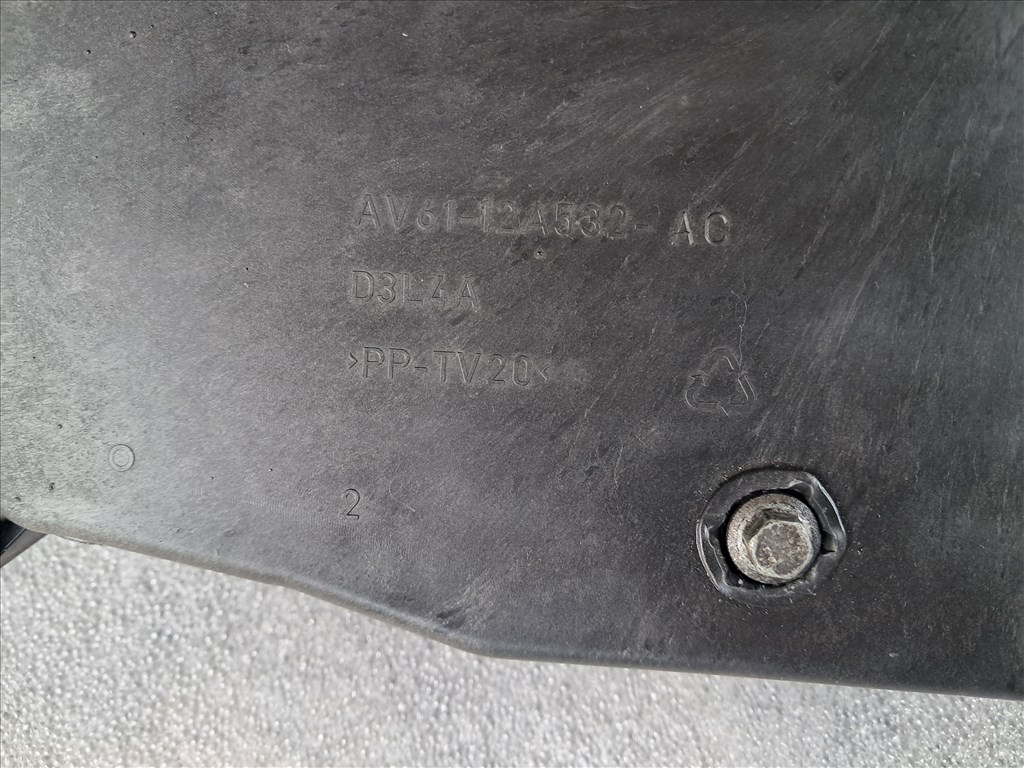 AV61-12A532- AC
D3L4A
>PP-TV20<
©
2